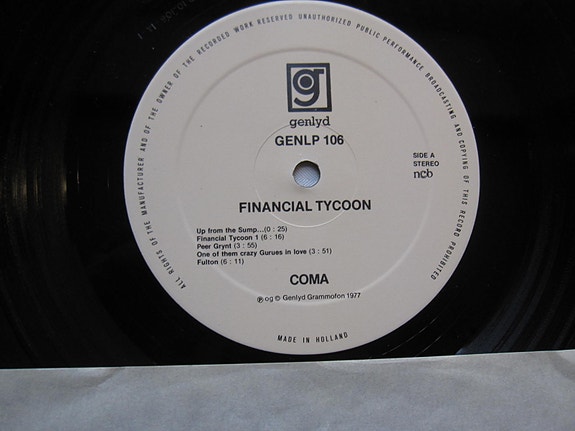 ALL RIGHTS OF THE MANUFACTURER AND OF THE OWNER OF THE RECORDED WORK RESERVED UNAUTHORIZED PUBLIC PERFORMANCE BROADCASTING AND COPYING OF THIS RECORD PROHIBITED
g
genlyd
GENLP 106
SIDE A
STEREO
ncb
FINANCIAL TYCOON
Up from the Sump...(0 : 25)
Financial Tycoon 1 (6 : 16)
Peer Grynt (3 : 55)
One of them crazy Gurues in love (3 : 51)
Fulton (6 : 11)
COMA
℗ og © Genlyd Grammofon 1977
MADE IN HOLLAND